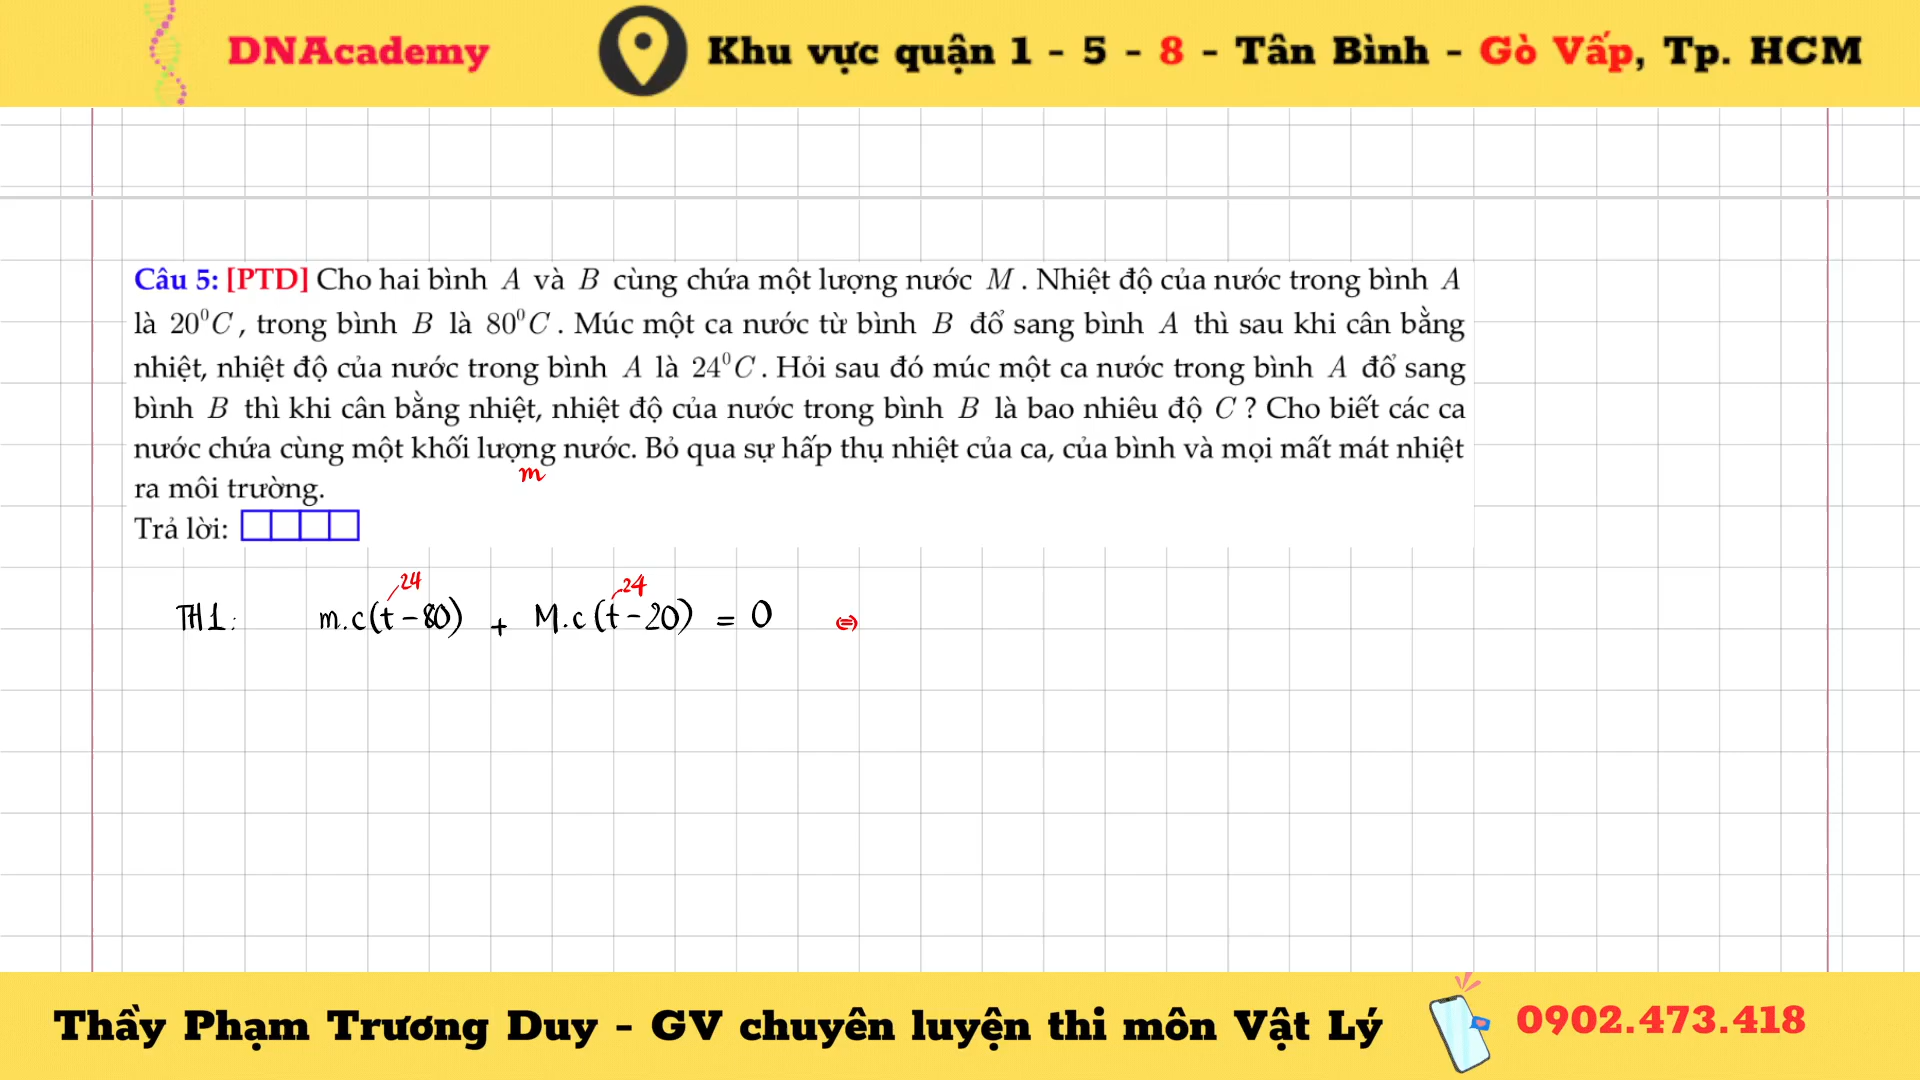 DNAcademy
Khu vực quận 1 - 5 - 8 - Tân Bình - Gò Vấp, Tp. HCM
Câu 5: [PTD] Cho hai bình A và B cùng chứa một lượng nước M. Nhiệt độ của nước trong bình A
là 20⁰C, trong bình B là 80⁰C. Múc một ca nước từ bình B đổ sang bình A thì sau khi cân bằng
nhiệt, nhiệt độ của nước trong bình A là 24⁰C. Hỏi sau đó múc một ca nước trong bình A đổ sang
bình B thì khi cân bằng nhiệt, nhiệt độ của nước trong bình B là bao nhiêu độ C? Cho biết các ca
nước chứa cùng một khối lượng nước. Bỏ qua sự hấp thụ nhiệt của ca, của bình và mọi mất mát nhiệt
m
ra môi trường.
Trả lời:
24 24
TH1: m.c(t-80) + M.c(t-20) = 0 ⇔
Thầy Phạm Trương Duy - GV chuyên luyện thi môn Vật Lý
0902.473.418